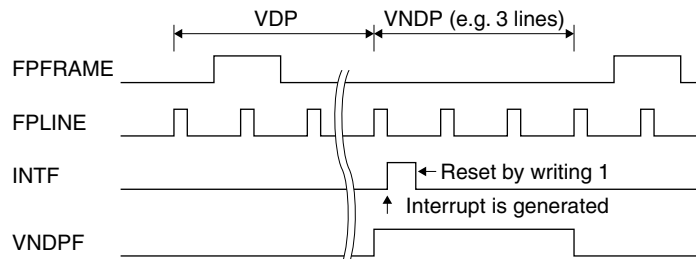 VDP VNDP (e.g. 3 lines)
FPFRAME
FPLINE
INTF
Reset by writing 1
Interrupt is generated
VNDPF